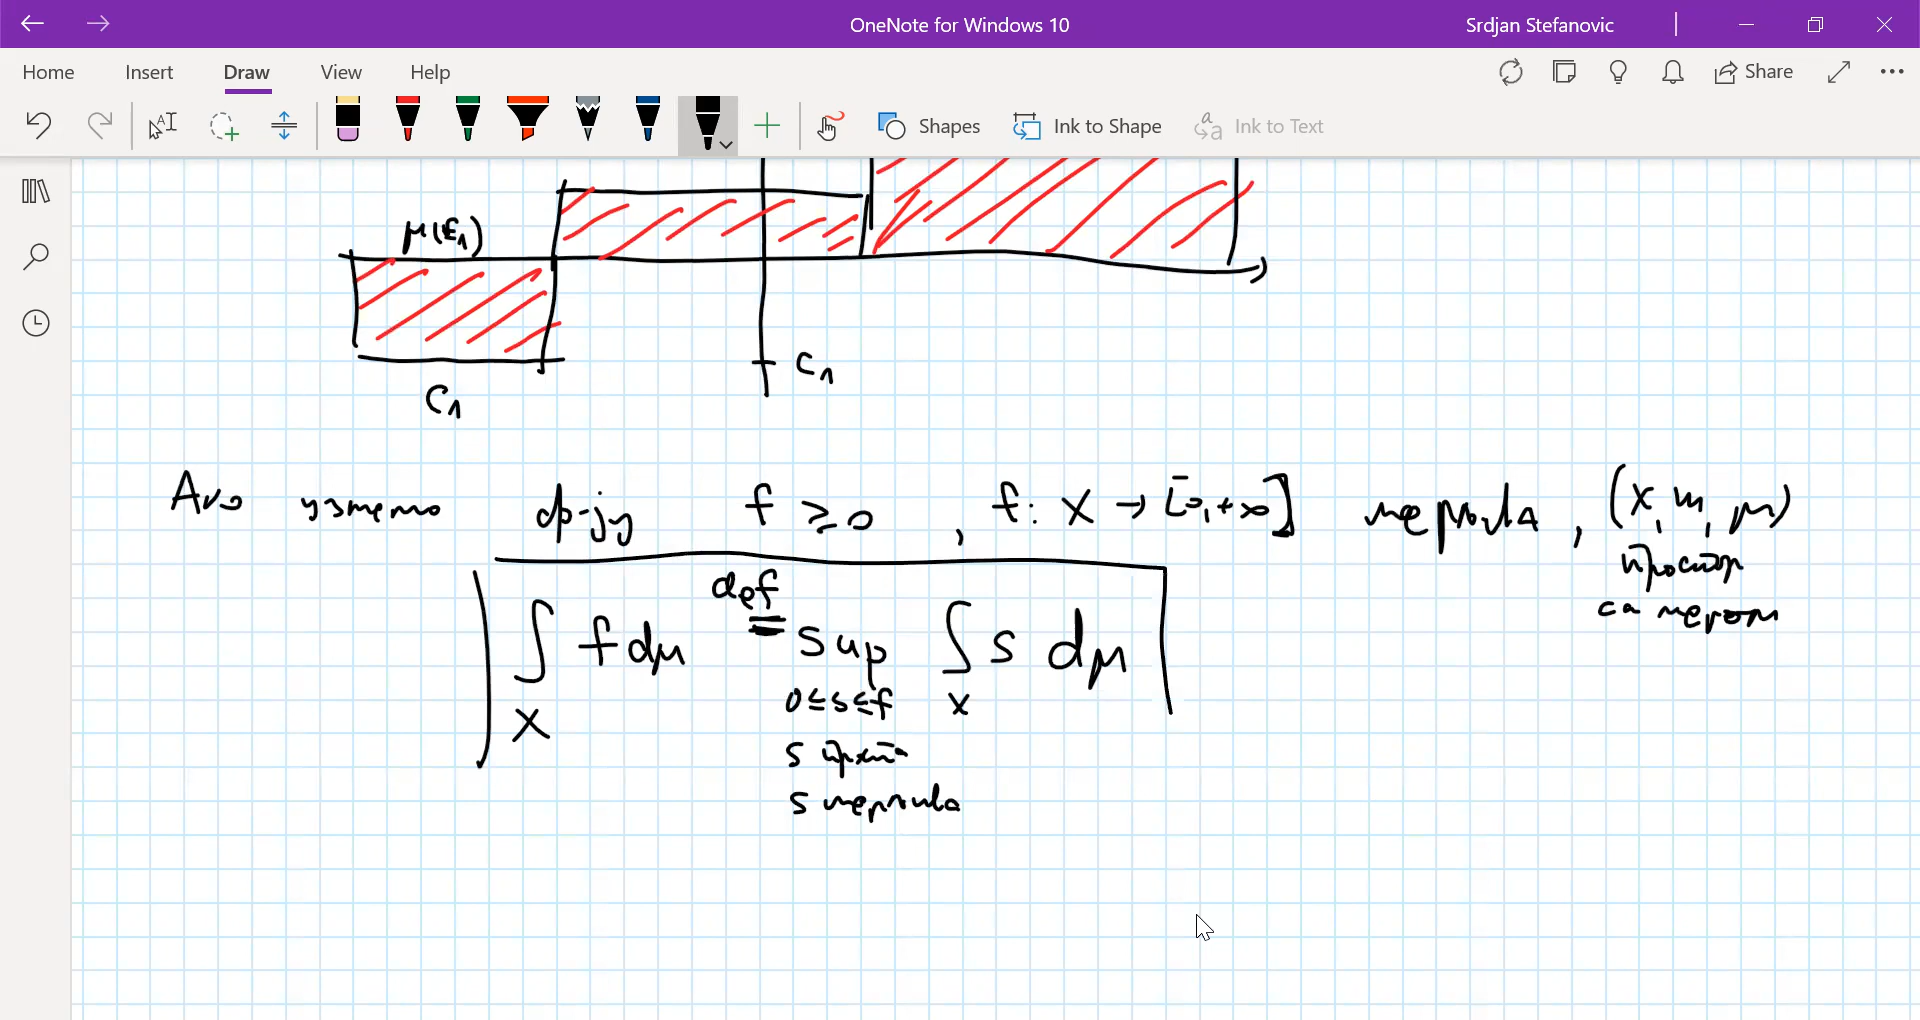 OneNote for Windows 10
Srdjan Stefanovic
Home Insert Draw View Help
Share
Shapes Ink to Shape Ink to Text
μ(E₁)
C₁
C₁
Ако узмемо ф-ју f ≥ 0 , f: X → [0,+∞] мерљива , (X, m, μ)
простор
са мером
∫ f dμ def = sup ∫ s dμ
X 0≤s≤f X
s проста
s мерљива